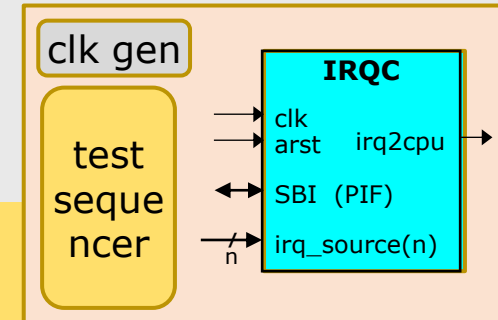 clk gen
test
seque
ncer
IRQC
clk
arst
irq2cpu
SBI (PIF)
irq_source(n)
n